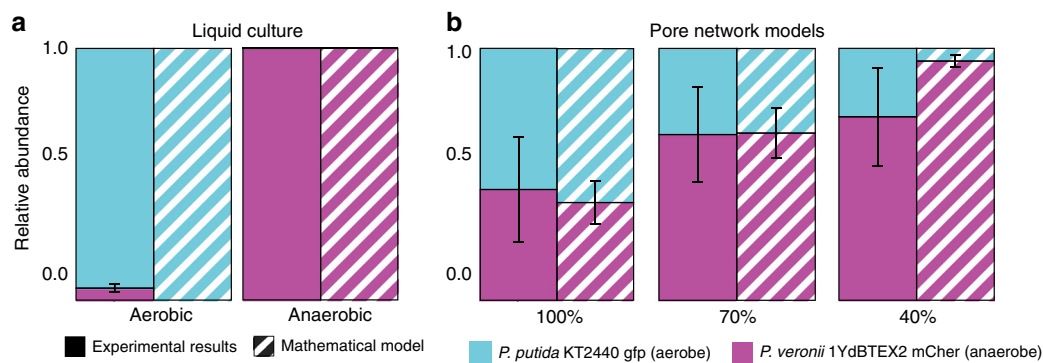 a
Liquid culture
Relative abundance
1.0
0.5
0.0
Aerobic
Anaerobic
Experimental results
Mathematical model
b
Pore network models
1.0
0.5
0.0
100%
70%
40%
P. putida KT2440 gfp (aerobe)
P. veronii 1YdBTEX2 mCher (anaerobe)